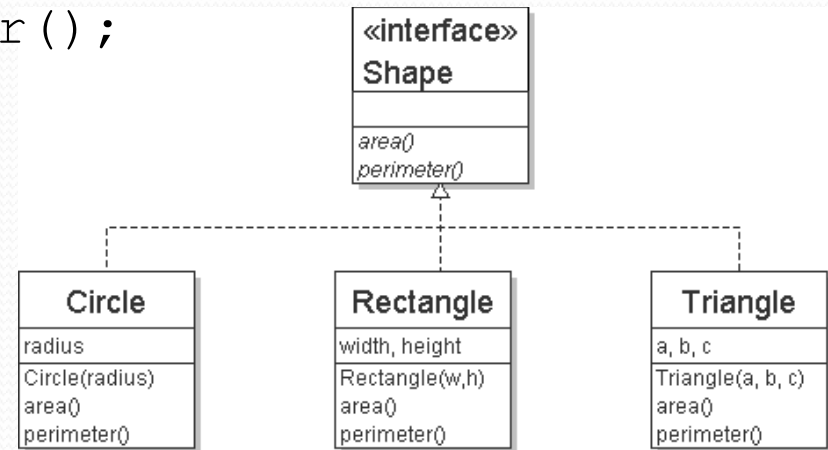 r();
«interface»
Shape
area()
perimeter()
Circle
radius
Circle(radius)
area()
perimeter()
Rectangle
width, height
Rectangle(w,h)
area()
perimeter()
Triangle
a, b, c
Triangle(a, b, c)
area()
perimeter()